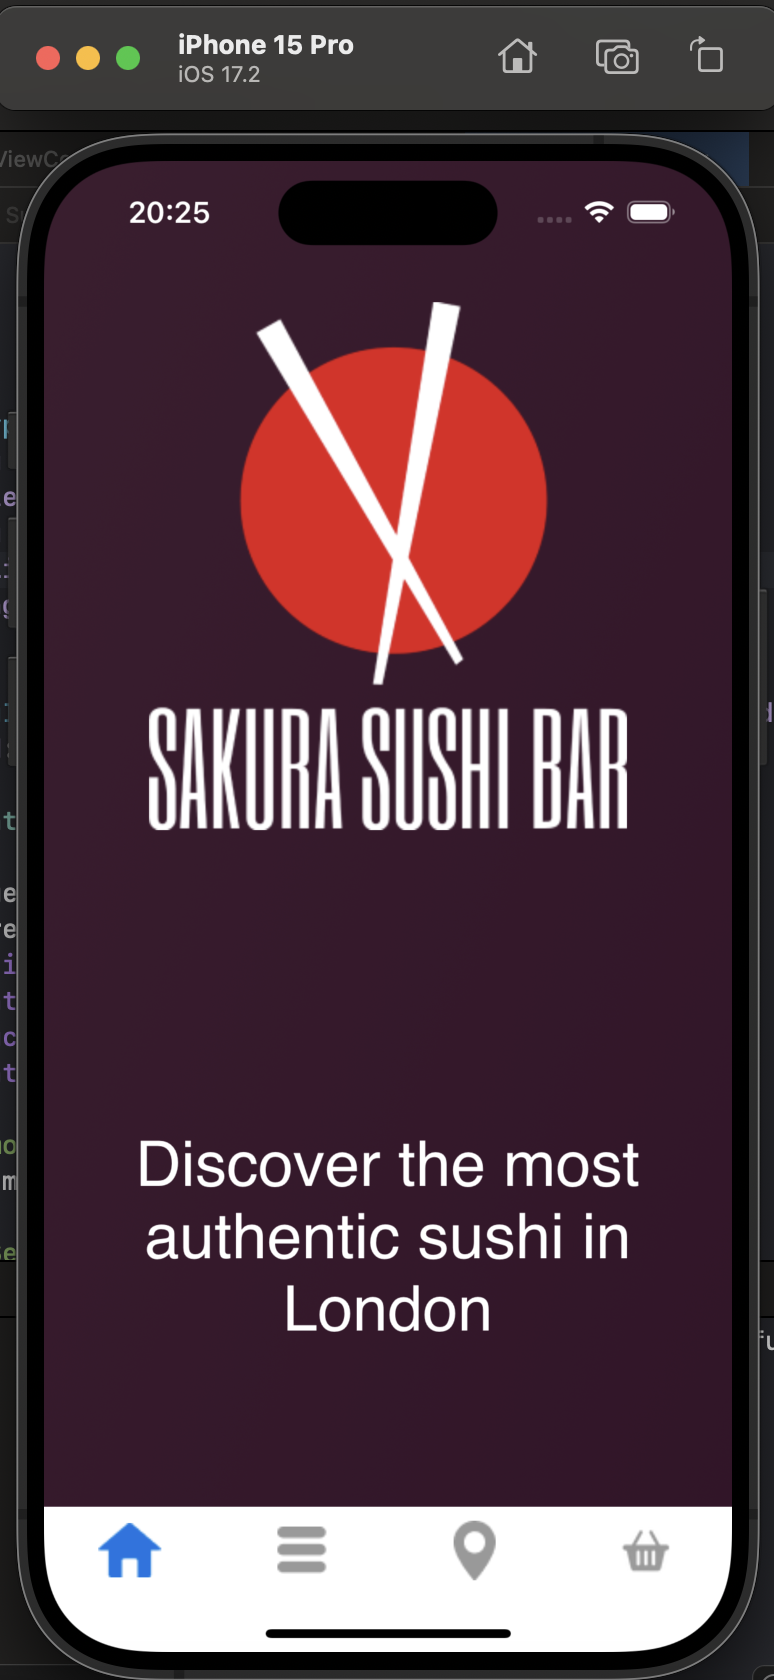 iPhone 15 Pro
iOS 17.2
20:25
SAKURA SUSHI BAR
Discover the most
authentic sushi in
London